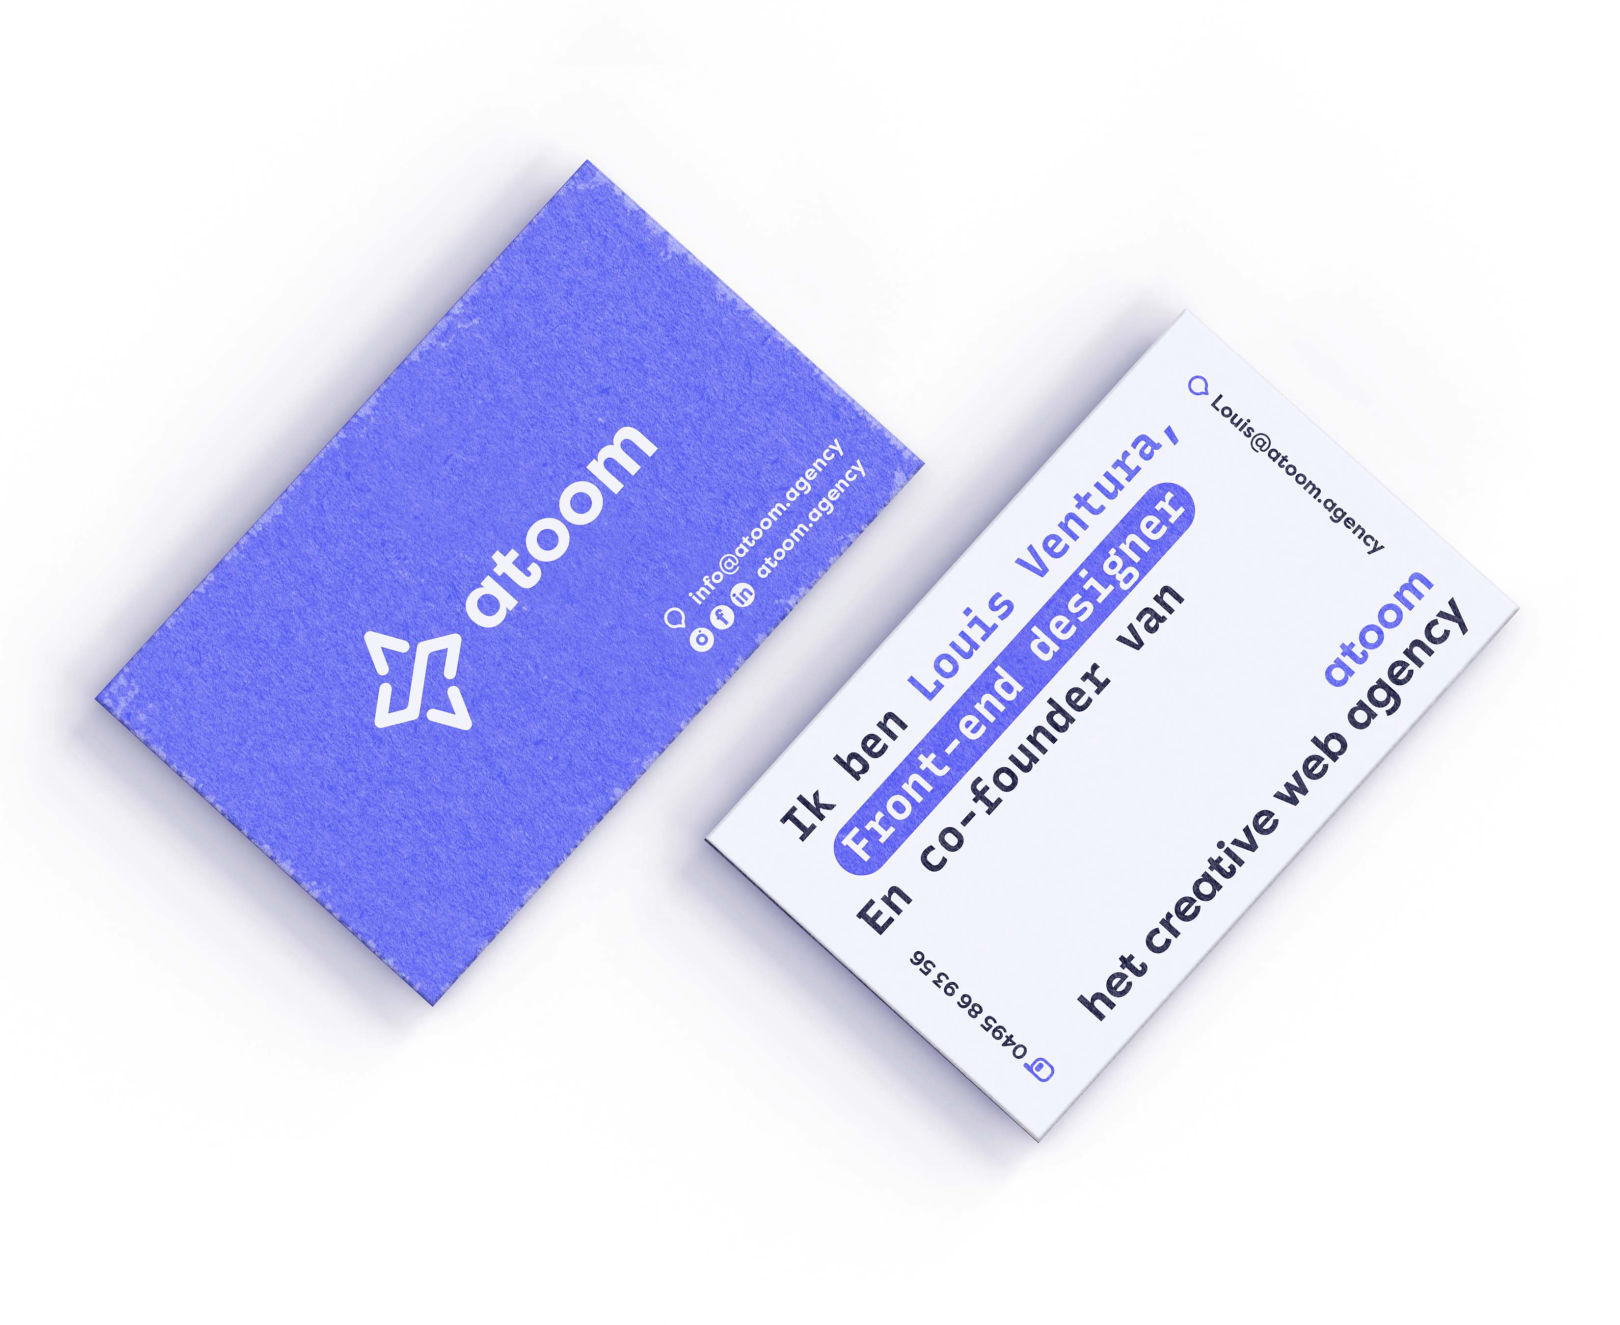 atoom
info@atoom.agency
atoom.agency
Ik ben Louis Ventura,
Front-end designer
En co-founder van
atoom
het creative web agency
Louis@atoom.agency
0495 86 93 56